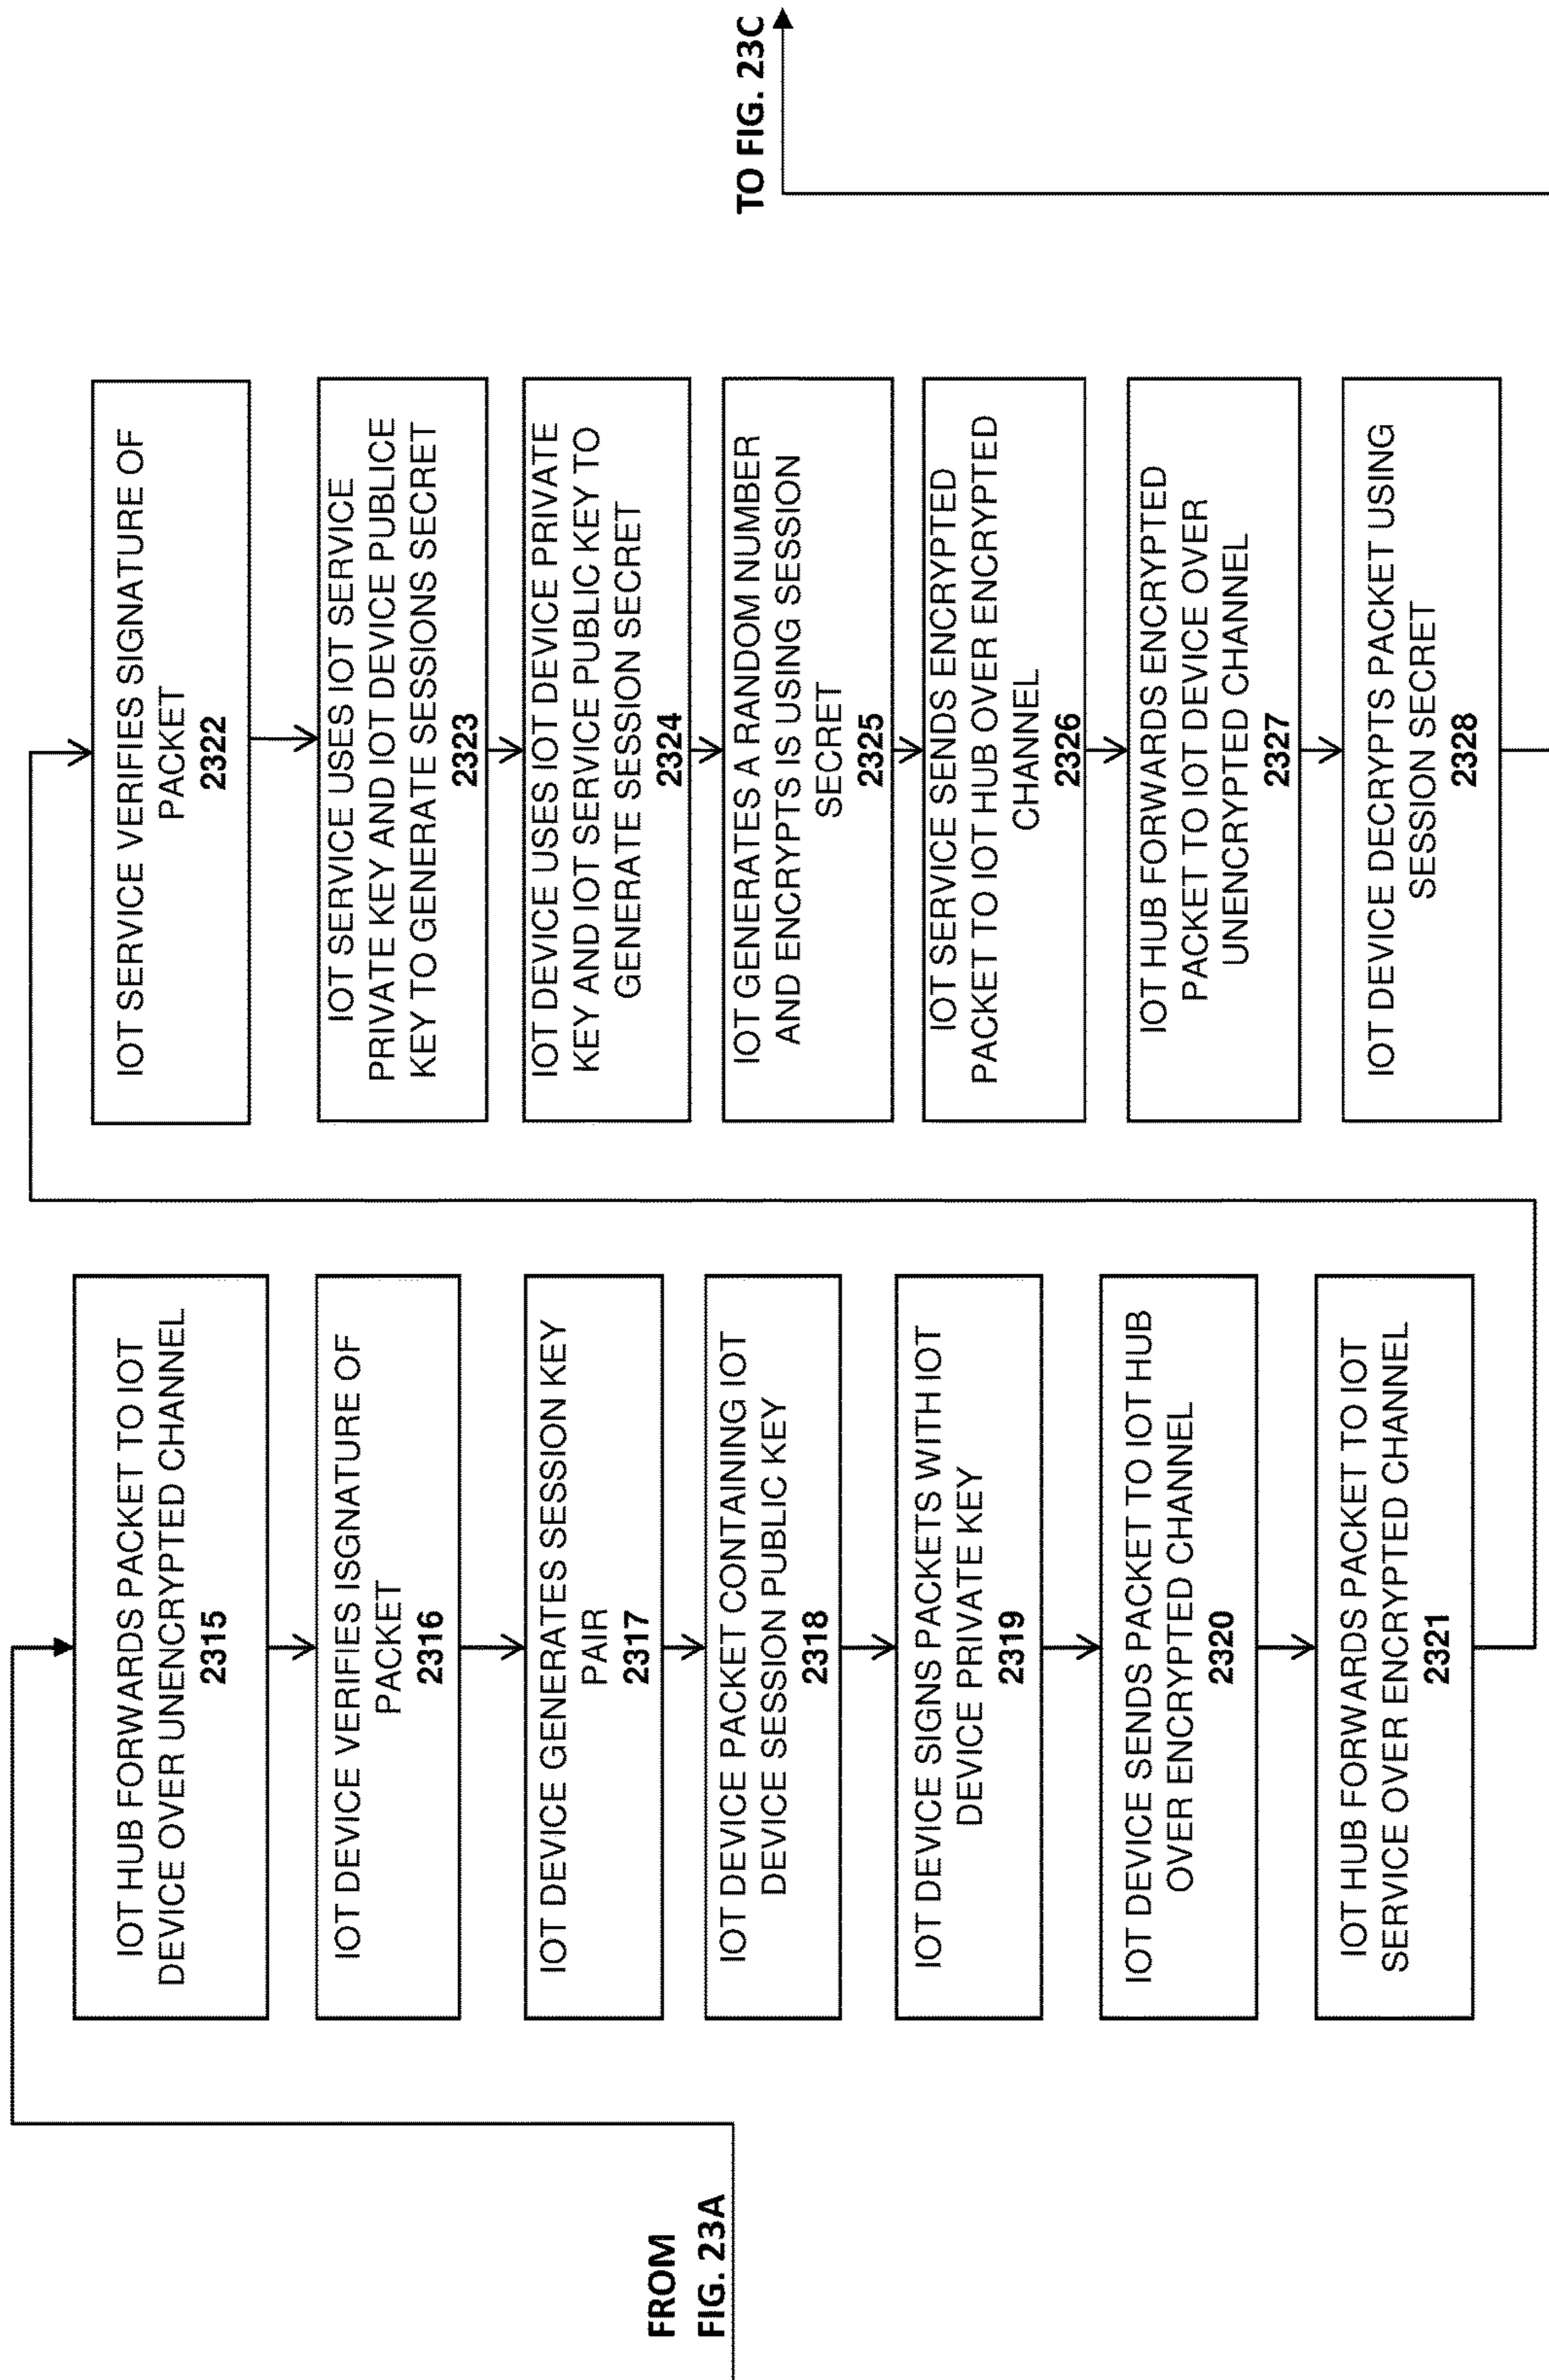 FROM
FIG. 23A
IOT HUB FORWARDS PACKET TO IOT
DEVICE OVER UNENCRYPTED CHANNEL
2315
IOT DEVICE VERIFIES ISGNATURE OF
PACKET
2316
IOT DEVICE GENERATES SESSION KEY
PAIR
2317
IOT DEVICE PACKET CONTAINING IOT
DEVICE SESSION PUBLIC KEY
2318
IOT DEVICE SIGNS PACKETS WITH IOT
DEVICE PRIVATE KEY
2319
IOT DEVICE SENDS PACKET TO IOT HUB
OVER ENCRYPTED CHANNEL
2320
IOT HUB FORWARDS PACKET TO IOT
SERVICE OVER ENCRYPTED CHANNEL
2321
IOT SERVICE VERIFIES SIGNATURE OF
PACKET
2322
IOT SERVICE USES IOT SERVICE
PRIVATE KEY AND IOT DEVICE PUBLICE
KEY TO GENERATE SESSIONS SECRET
2323
IOT DEVICE USES IOT DEVICE PRIVATE
KEY AND IOT SERVICE PUBLIC KEY TO
GENERATE SESSION SECRET
2324
IOT GENERATES A RANDOM NUMBER
AND ENCRYPTS IS USING SESSION
SECRET
2325
IOT SERVICE SENDS ENCRYPTED
PACKET TO IOT HUB OVER ENCRYPTED
CHANNEL
2326
IOT HUB FORWARDS ENCRYPTED
PACKET TO IOT DEVICE OVER
UNENCRYPTED CHANNEL
2327
IOT DEVICE DECRYPTS PACKET USING
SESSION SECRET
2328
TO FIG. 23C